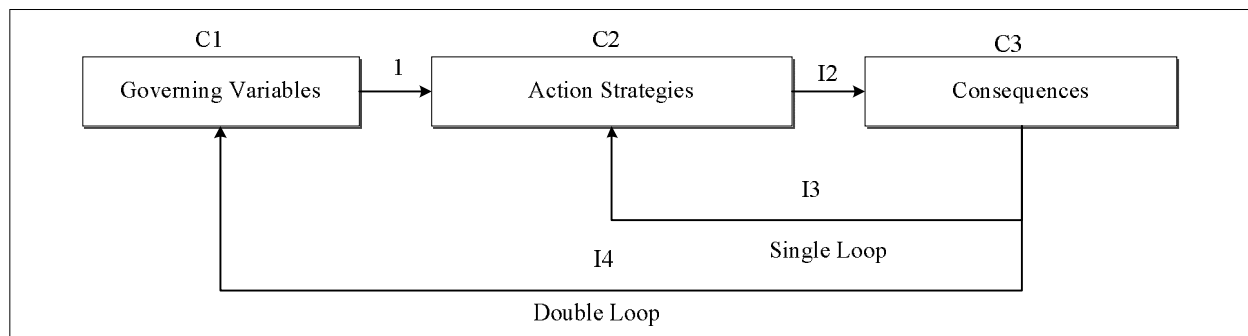 C1
C2
C3
Governing Variables
1
Action Strategies
I2
Consequences
I3
Single Loop
I4
Double Loop